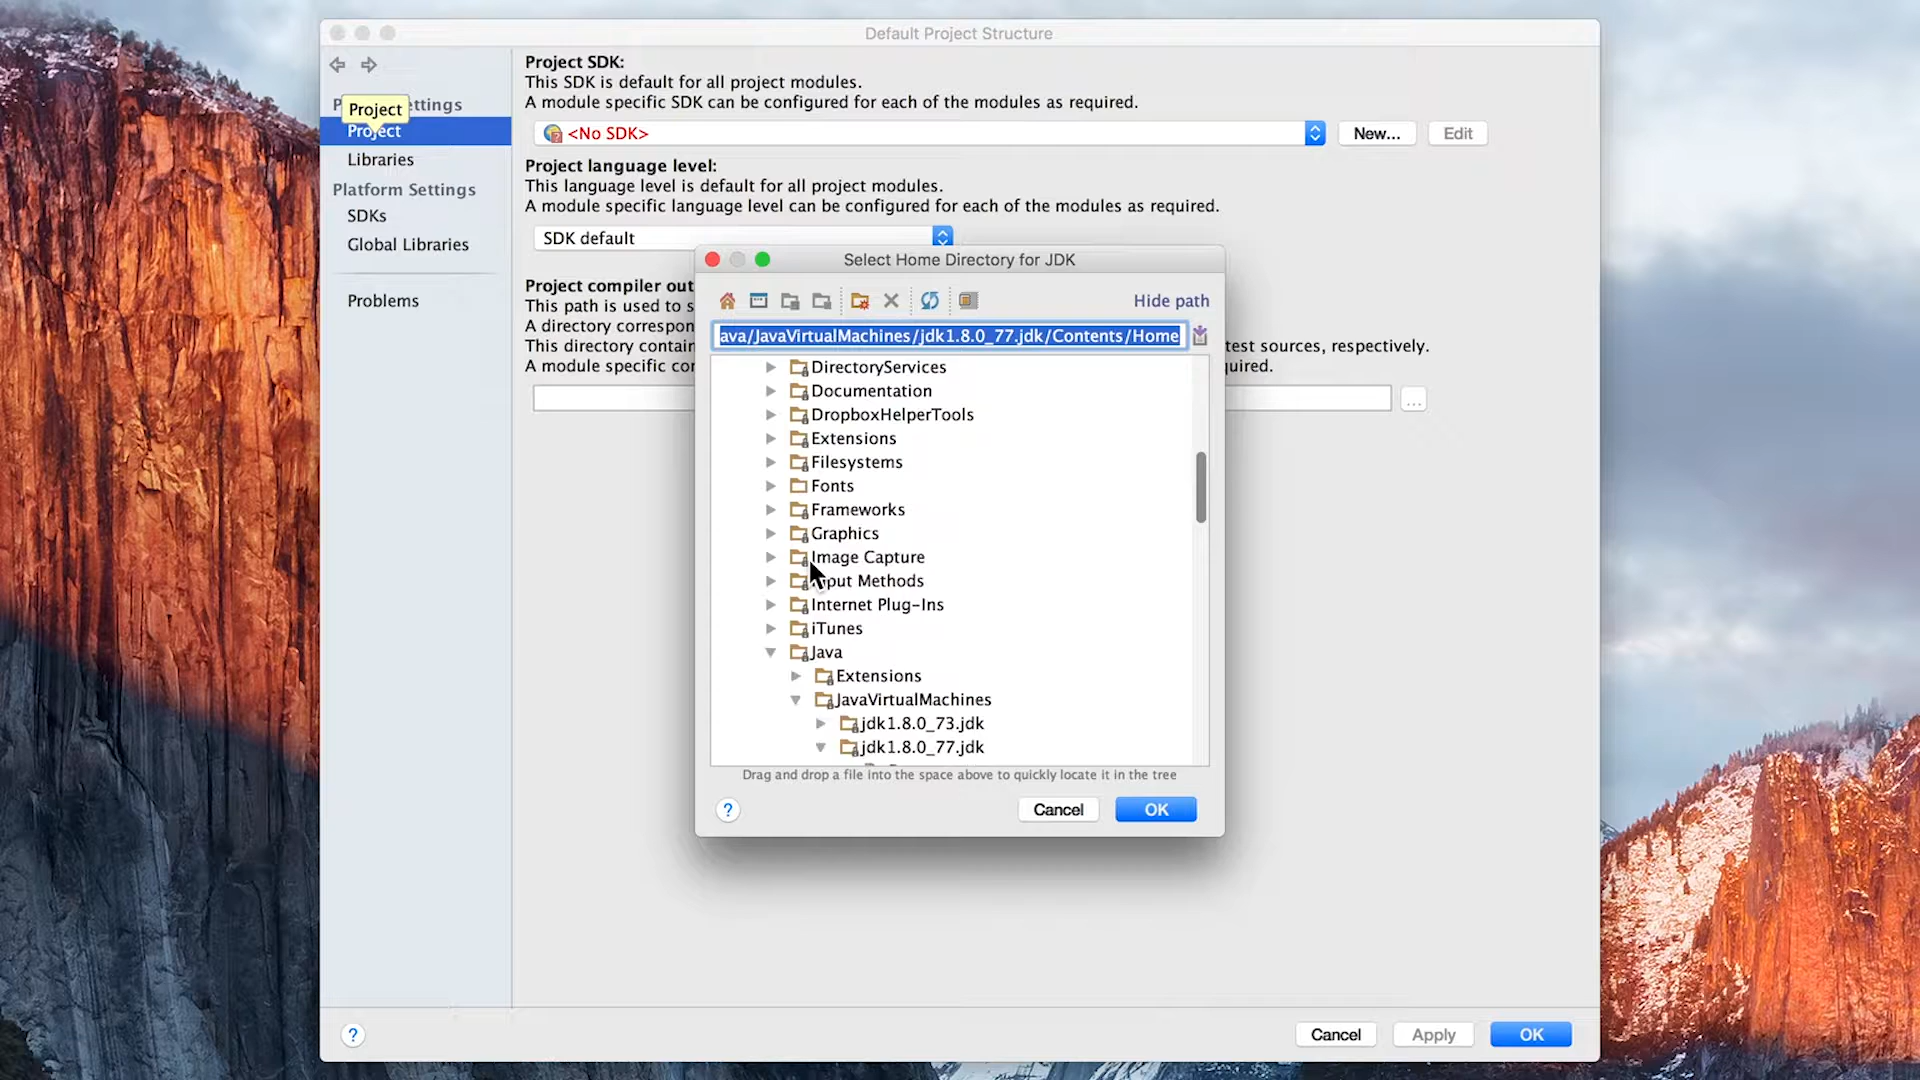 Default Project Structure
Project
Project
Libraries
Platform Settings
SDKs
Global Libraries
Problems
Project SDK:
This SDK is default for all project modules.
A module specific SDK can be configured for each of the modules as required.
<No SDK>
New...
Edit
Project language level:
This language level is default for all project modules.
A module specific language level can be configured for each of the modules as required.
SDK default
Project compiler out
This path is used to s
A directory correspon
This directory contain
test sources, respectively.
A module specific co
quired.
...
Select Home Directory for JDK
Hide path
ava/JavaVirtualMachines/jdk1.8.0_77.jdk/Contents/Home
DirectoryServices
Documentation
DropboxHelperTools
Extensions
Filesystems
Fonts
Frameworks
Graphics
Image Capture
Input Methods
Internet Plug-Ins
iTunes
Java
Extensions
JavaVirtualMachines
jdk1.8.0_73.jdk
jdk1.8.0_77.jdk
Drag and drop a file into the space above to quickly locate it in the tree
?
Cancel
OK
?
Cancel
Apply
OK